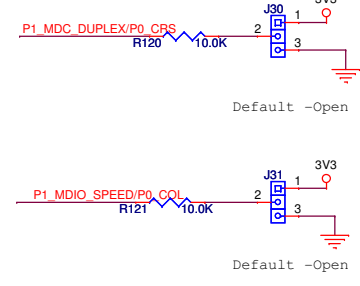 J30
3V3
1
P1_MDC_DUPLEX/P0_CRS
2
R120
10.0K
3
Default -Open
J31
3V3
1
P1_MDIO_SPEED/P0_COL
2
R121
10.0K
3
Default -Open